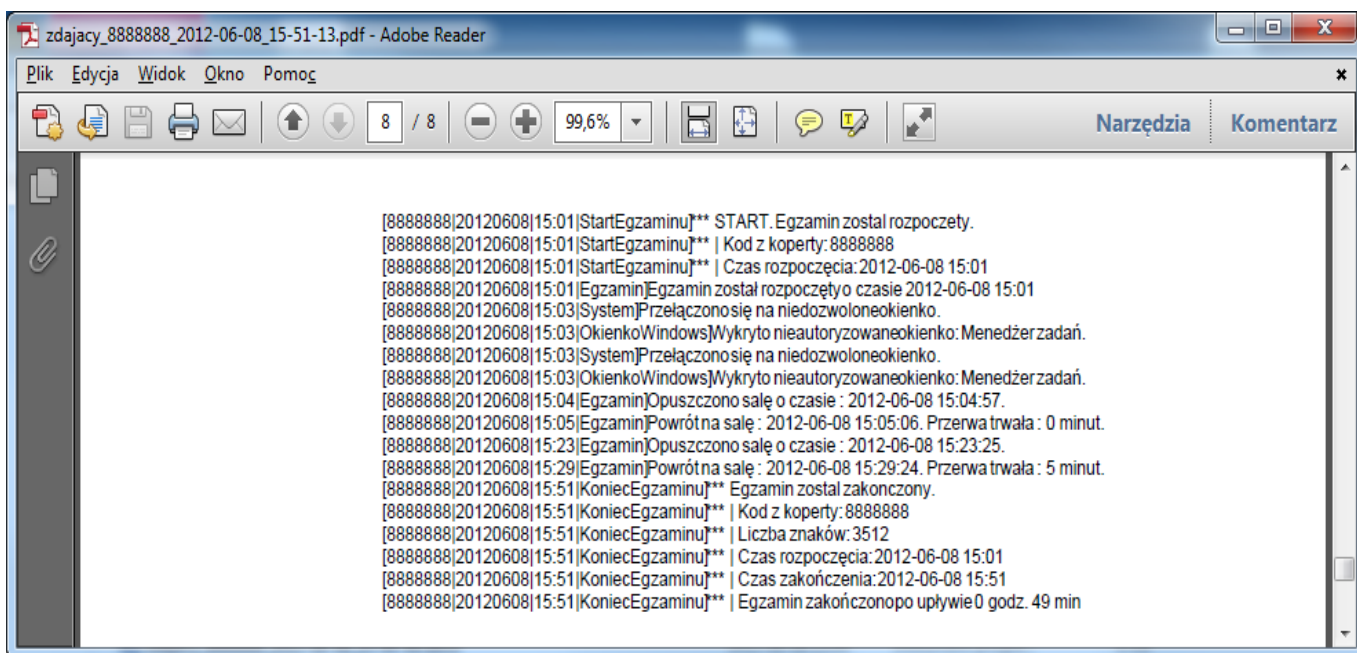 zdajacy_8888888_2012-06-08_15-51-13.pdf - Adobe Reader
Plik Edycja Widok Okno Pomoc
8 / 8 99,6% Narzędzia Komentarz
[8888888|20120608|15:01|StartEgzaminu]*** START. Egzamin zostal rozpoczety.
[8888888|20120608|15:01|StartEgzaminu]*** | Kod z koperty: 8888888
[8888888|20120608|15:01|StartEgzaminu]*** | Czas rozpoczęcia: 2012-06-08 15:01
[8888888|20120608|15:01|Egzamin]Egzamin został rozpoczęty o czasie 2012-06-08 15:01
[8888888|20120608|15:03|System]Przełączono się na niedozwolone okienko.
[8888888|20120608|15:03|OkienkoWindows]Wykryto nieautoryzowane okienko: Menedżer zadań.
[8888888|20120608|15:03|System]Przełączono się na niedozwolone okienko.
[8888888|20120608|15:03|OkienkoWindows]Wykryto nieautoryzowane okienko: Menedżer zadań.
[8888888|20120608|15:04|Egzamin]Opuszczono salę o czasie : 2012-06-08 15:04:57.
[8888888|20120608|15:05|Egzamin]Powrót na salę : 2012-06-08 15:05:06. Przerwa trwała : 0 minut.
[8888888|20120608|15:23|Egzamin]Opuszczono salę o czasie : 2012-06-08 15:23:25.
[8888888|20120608|15:29|Egzamin]Powrót na salę : 2012-06-08 15:29:24. Przerwa trwała : 5 minut.
[8888888|20120608|15:51|KoniecEgzaminu]*** Egzamin zostal zakonczony.
[8888888|20120608|15:51|KoniecEgzaminu]*** | Kod z koperty: 8888888
[8888888|20120608|15:51|KoniecEgzaminu]*** | Liczba znaków: 3512
[8888888|20120608|15:51|KoniecEgzaminu]*** | Czas rozpoczęcia: 2012-06-08 15:01
[8888888|20120608|15:51|KoniecEgzaminu]*** | Czas zakończenia: 2012-06-08 15:51
[8888888|20120608|15:51|KoniecEgzaminu]*** | Egzamin zakończono po upływie 0 godz. 49 min